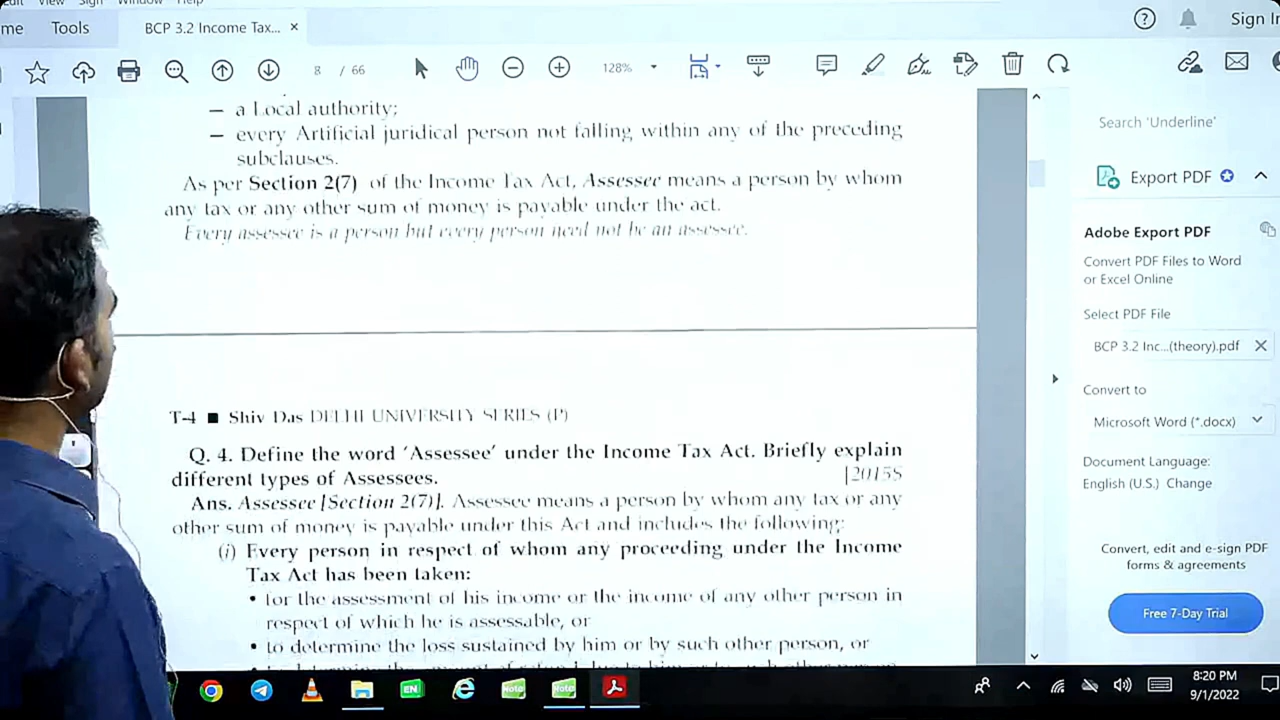 Edit View Sign Window Help
me Tools BCP 3.2 Income Tax... × Sign In
8 / 66 128%
– a Local authority;
– every Artificial juridical person not falling within any of the preceding
subclauses.
As per Section 2(7) of the Income Tax Act, Assessee means a person by whom
any tax or any other sum of money is payable under the act.
Every assessee is a person but every person need not be an assessee.
T-4 ■ Shiv Das DELHI UNIVERSITY SERIES (P)
Q. 4. Define the word 'Assessee' under the Income Tax Act. Briefly explain
different types of Assessees. [2015S
Ans. Assessee [Section 2(7)]. Assessee means a person by whom any tax or any
other sum of money is payable under this Act and includes the following:
(i) Every person in respect of whom any proceeding under the Income
Tax Act has been taken:
• for the assessment of his income or the income of any other person in
respect of which he is assessable, or
• to determine the loss sustained by him or by such other person, or
Search 'Underline'
Export PDF
Adobe Export PDF
Convert PDF Files to Word
or Excel Online
Select PDF File
BCP 3.2 Inc...(theory).pdf ×
Convert to
Microsoft Word (*.docx)
Document Language:
English (U.S.) Change
Convert, edit and e-sign PDF
forms & agreements
Free 7-Day Trial
EN Note Note
8:20 PM
9/1/2022